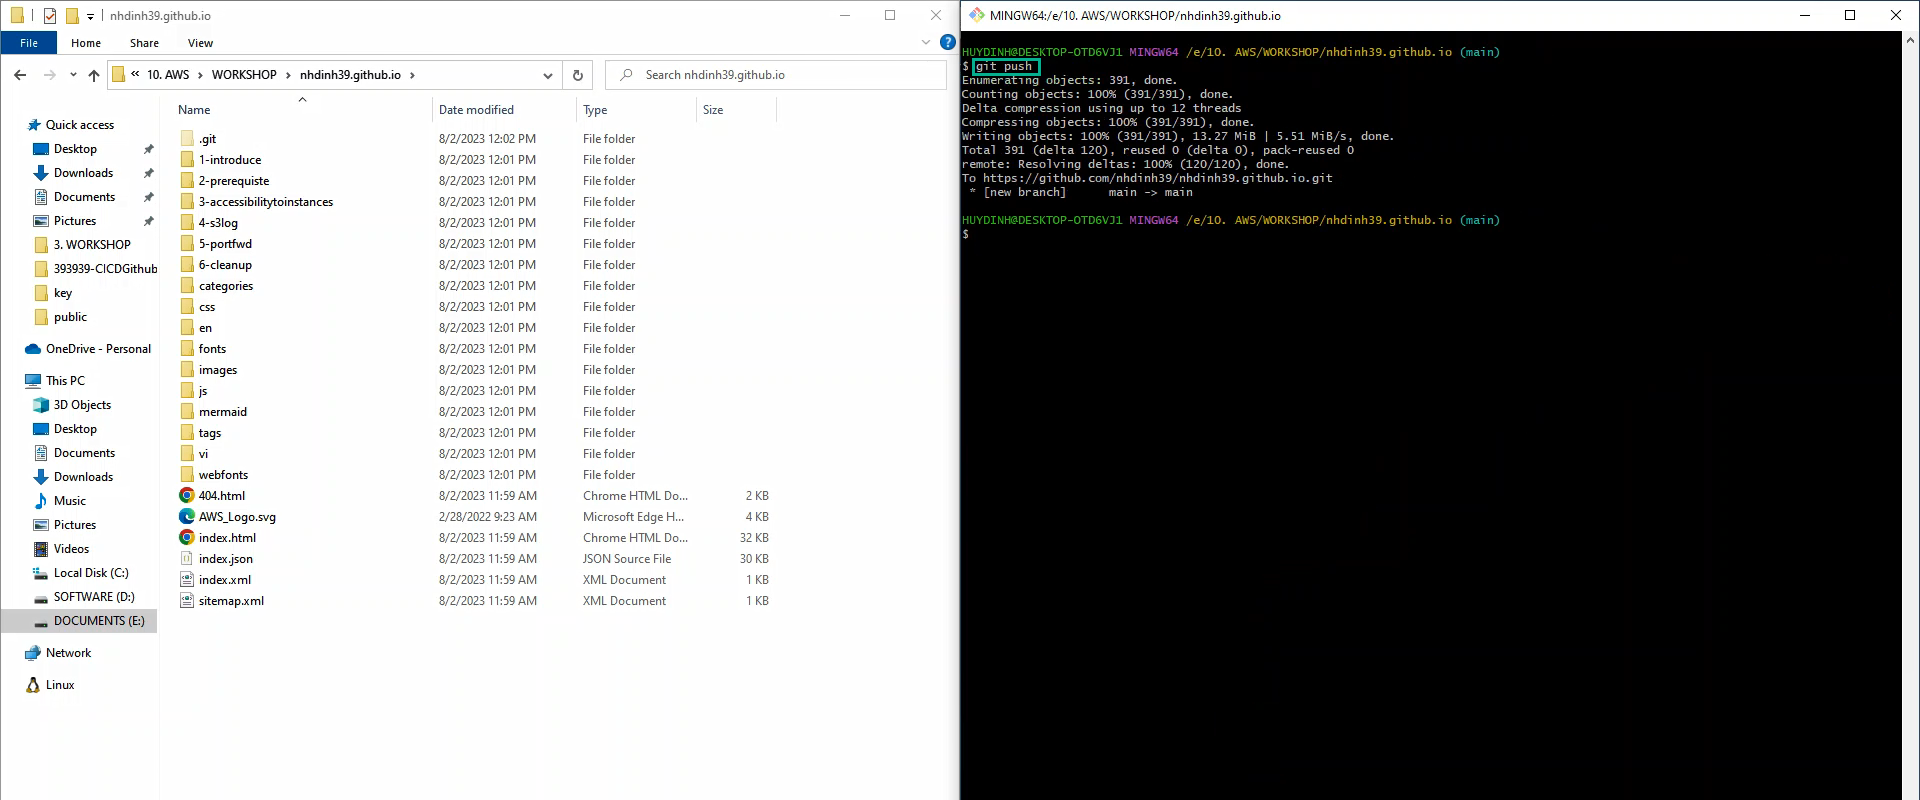 nhdinh39.github.io
File Home Share View
« 10. AWS › WORKSHOP › nhdinh39.github.io ›
Search nhdinh39.github.io
Quick access
Desktop
Downloads
Documents
Pictures
3. WORKSHOP
393939-CICDGithub
key
public
OneDrive - Personal
This PC
3D Objects
Desktop
Documents
Downloads
Music
Pictures
Videos
Local Disk (C:)
SOFTWARE (D:)
DOCUMENTS (E:)
Network
Linux
Name Date modified Type Size
.git 8/2/2023 12:02 PM File folder
1-introduce 8/2/2023 12:01 PM File folder
2-prerequiste 8/2/2023 12:01 PM File folder
3-accessibilitytoinstances 8/2/2023 12:01 PM File folder
4-s3log 8/2/2023 12:01 PM File folder
5-portfwd 8/2/2023 12:01 PM File folder
6-cleanup 8/2/2023 12:01 PM File folder
categories 8/2/2023 12:01 PM File folder
css 8/2/2023 12:01 PM File folder
en 8/2/2023 12:01 PM File folder
fonts 8/2/2023 12:01 PM File folder
images 8/2/2023 12:01 PM File folder
js 8/2/2023 12:01 PM File folder
mermaid 8/2/2023 12:01 PM File folder
tags 8/2/2023 12:01 PM File folder
vi 8/2/2023 12:01 PM File folder
webfonts 8/2/2023 12:01 PM File folder
404.html 8/2/2023 11:59 AM Chrome HTML Do... 2 KB
AWS_Logo.svg 2/28/2022 9:23 AM Microsoft Edge H... 4 KB
index.html 8/2/2023 11:59 AM Chrome HTML Do... 32 KB
index.json 8/2/2023 11:59 AM JSON Source File 30 KB
index.xml 8/2/2023 11:59 AM XML Document 1 KB
sitemap.xml 8/2/2023 11:59 AM XML Document 1 KB
MINGW64:/e/10. AWS/WORKSHOP/nhdinh39.github.io
HUYDINH@DESKTOP-OTD6VJ1 MINGW64 /e/10. AWS/WORKSHOP/nhdinh39.github.io (main)
$ git push
Enumerating objects: 391, done.
Counting objects: 100% (391/391), done.
Delta compression using up to 12 threads
Compressing objects: 100% (391/391), done.
Writing objects: 100% (391/391), 13.27 MiB | 5.51 MiB/s, done.
Total 391 (delta 120), reused 0 (delta 0), pack-reused 0
remote: Resolving deltas: 100% (120/120), done.
To https://github.com/nhdinh39/nhdinh39.github.io.git
* [new branch] main -> main
HUYDINH@DESKTOP-OTD6VJ1 MINGW64 /e/10. AWS/WORKSHOP/nhdinh39.github.io (main)
$